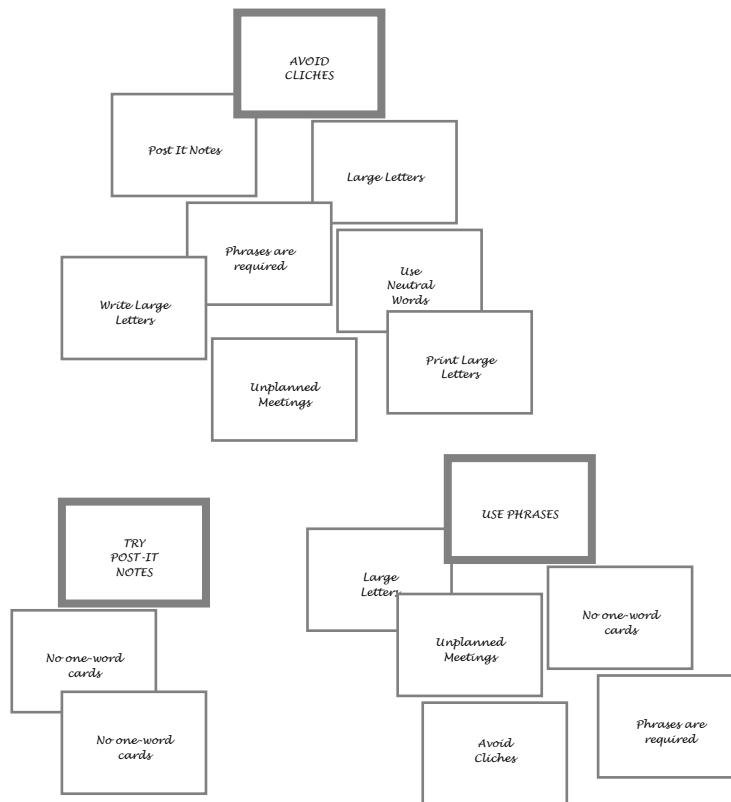 AVOID
CLICHES
Post It Notes
Large Letters
Phrases are
required
Use
Neutral
Words
Write Large
Letters
Print Large
Letters
Unplanned
Meetings
USE PHRASES
TRY
POST-IT
NOTES
Large
Letters
No one-word
cards
Unplanned
Meetings
No one-word
cards
Phrases are
required
No one-word
cards
Avoid
Cliches